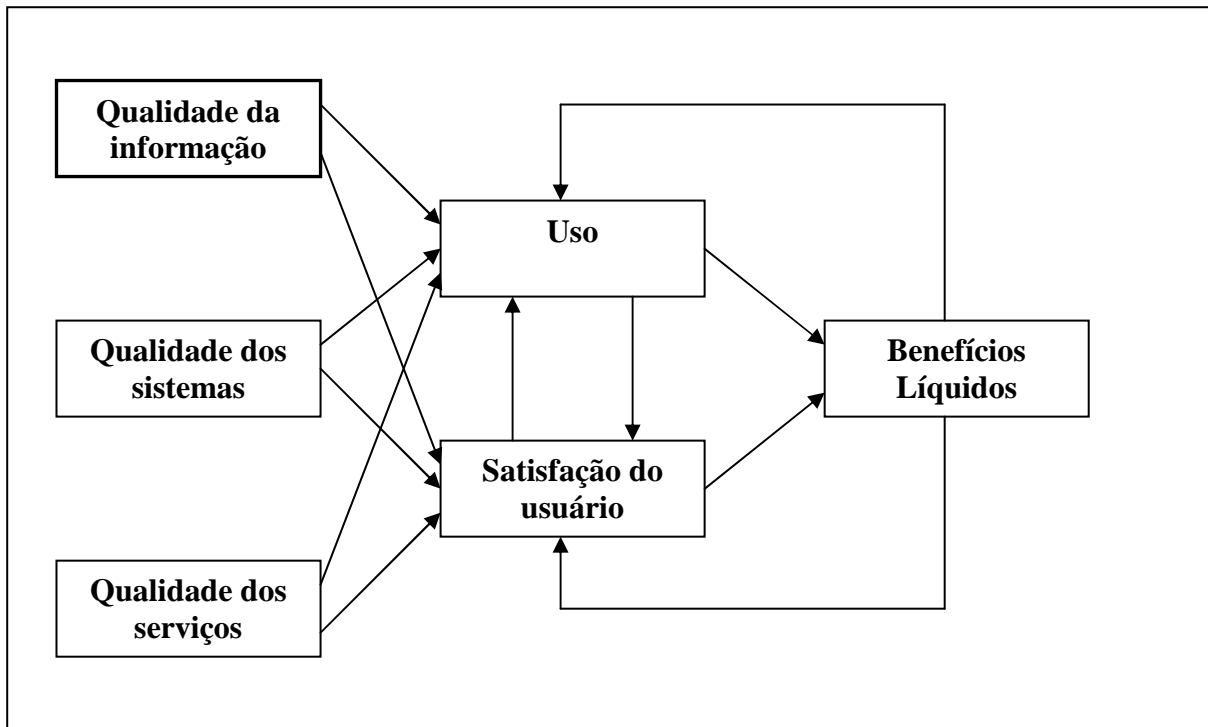 Qualidade da
informação
Uso
Qualidade dos
sistemas
Benefícios
Líquidos
Satisfação do
usuário
Qualidade dos
serviços